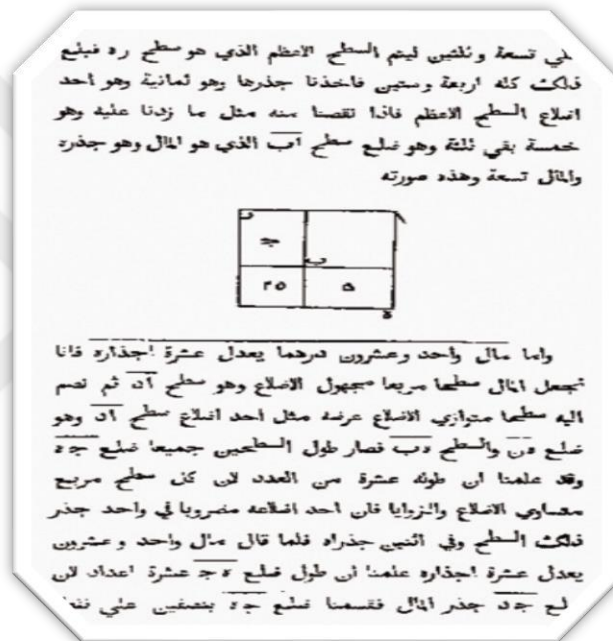 علي تسعة وثلثين ليتم السطح الاعظم الذي هو سطح ره فبلغ
ذلك كله اربعة وستين فاخذنا جذرها وهو ثمانية وهو احد
اضلاع السطح الاعظم فاذا نقصنا منه مثل ما زدنا عليه وهو
خمسة بقي ثلثة وهو ضلع سطح اب الذي هو المال وهو جذره
والمال تسعة وهذه صورته
د
ج
ب
٢٥
ه
ه
واما مال واحد وعشرون درهما يعدل عشرة اجذاره فانا
نجعل المال سطحا مربعا مجهول الاضلاع وهو سطح اد ثم نضم
اليه سطحا متوازي الاضلاع عرضه مثل احد اضلاع سطح اد وهو
ضلع دن والسطح دب فصار طول السطحين جميعا ضلع جه
وقد علمنا ان طوله عشرة من العدد لان كل سطح مربع
متساوي الاضلاع والزوايا فان احد اضلاعه مضروبا في واحد جذر
ذلك السطح وفي اثنين جذراه فلما قال مال واحد وعشرون
يعدل عشرة اجذاره علمنا ان طول ضلع ه‍ج عشرة اعداد لان
لع جد جذر المال فقسمنا ضلع جه بنصفين علي